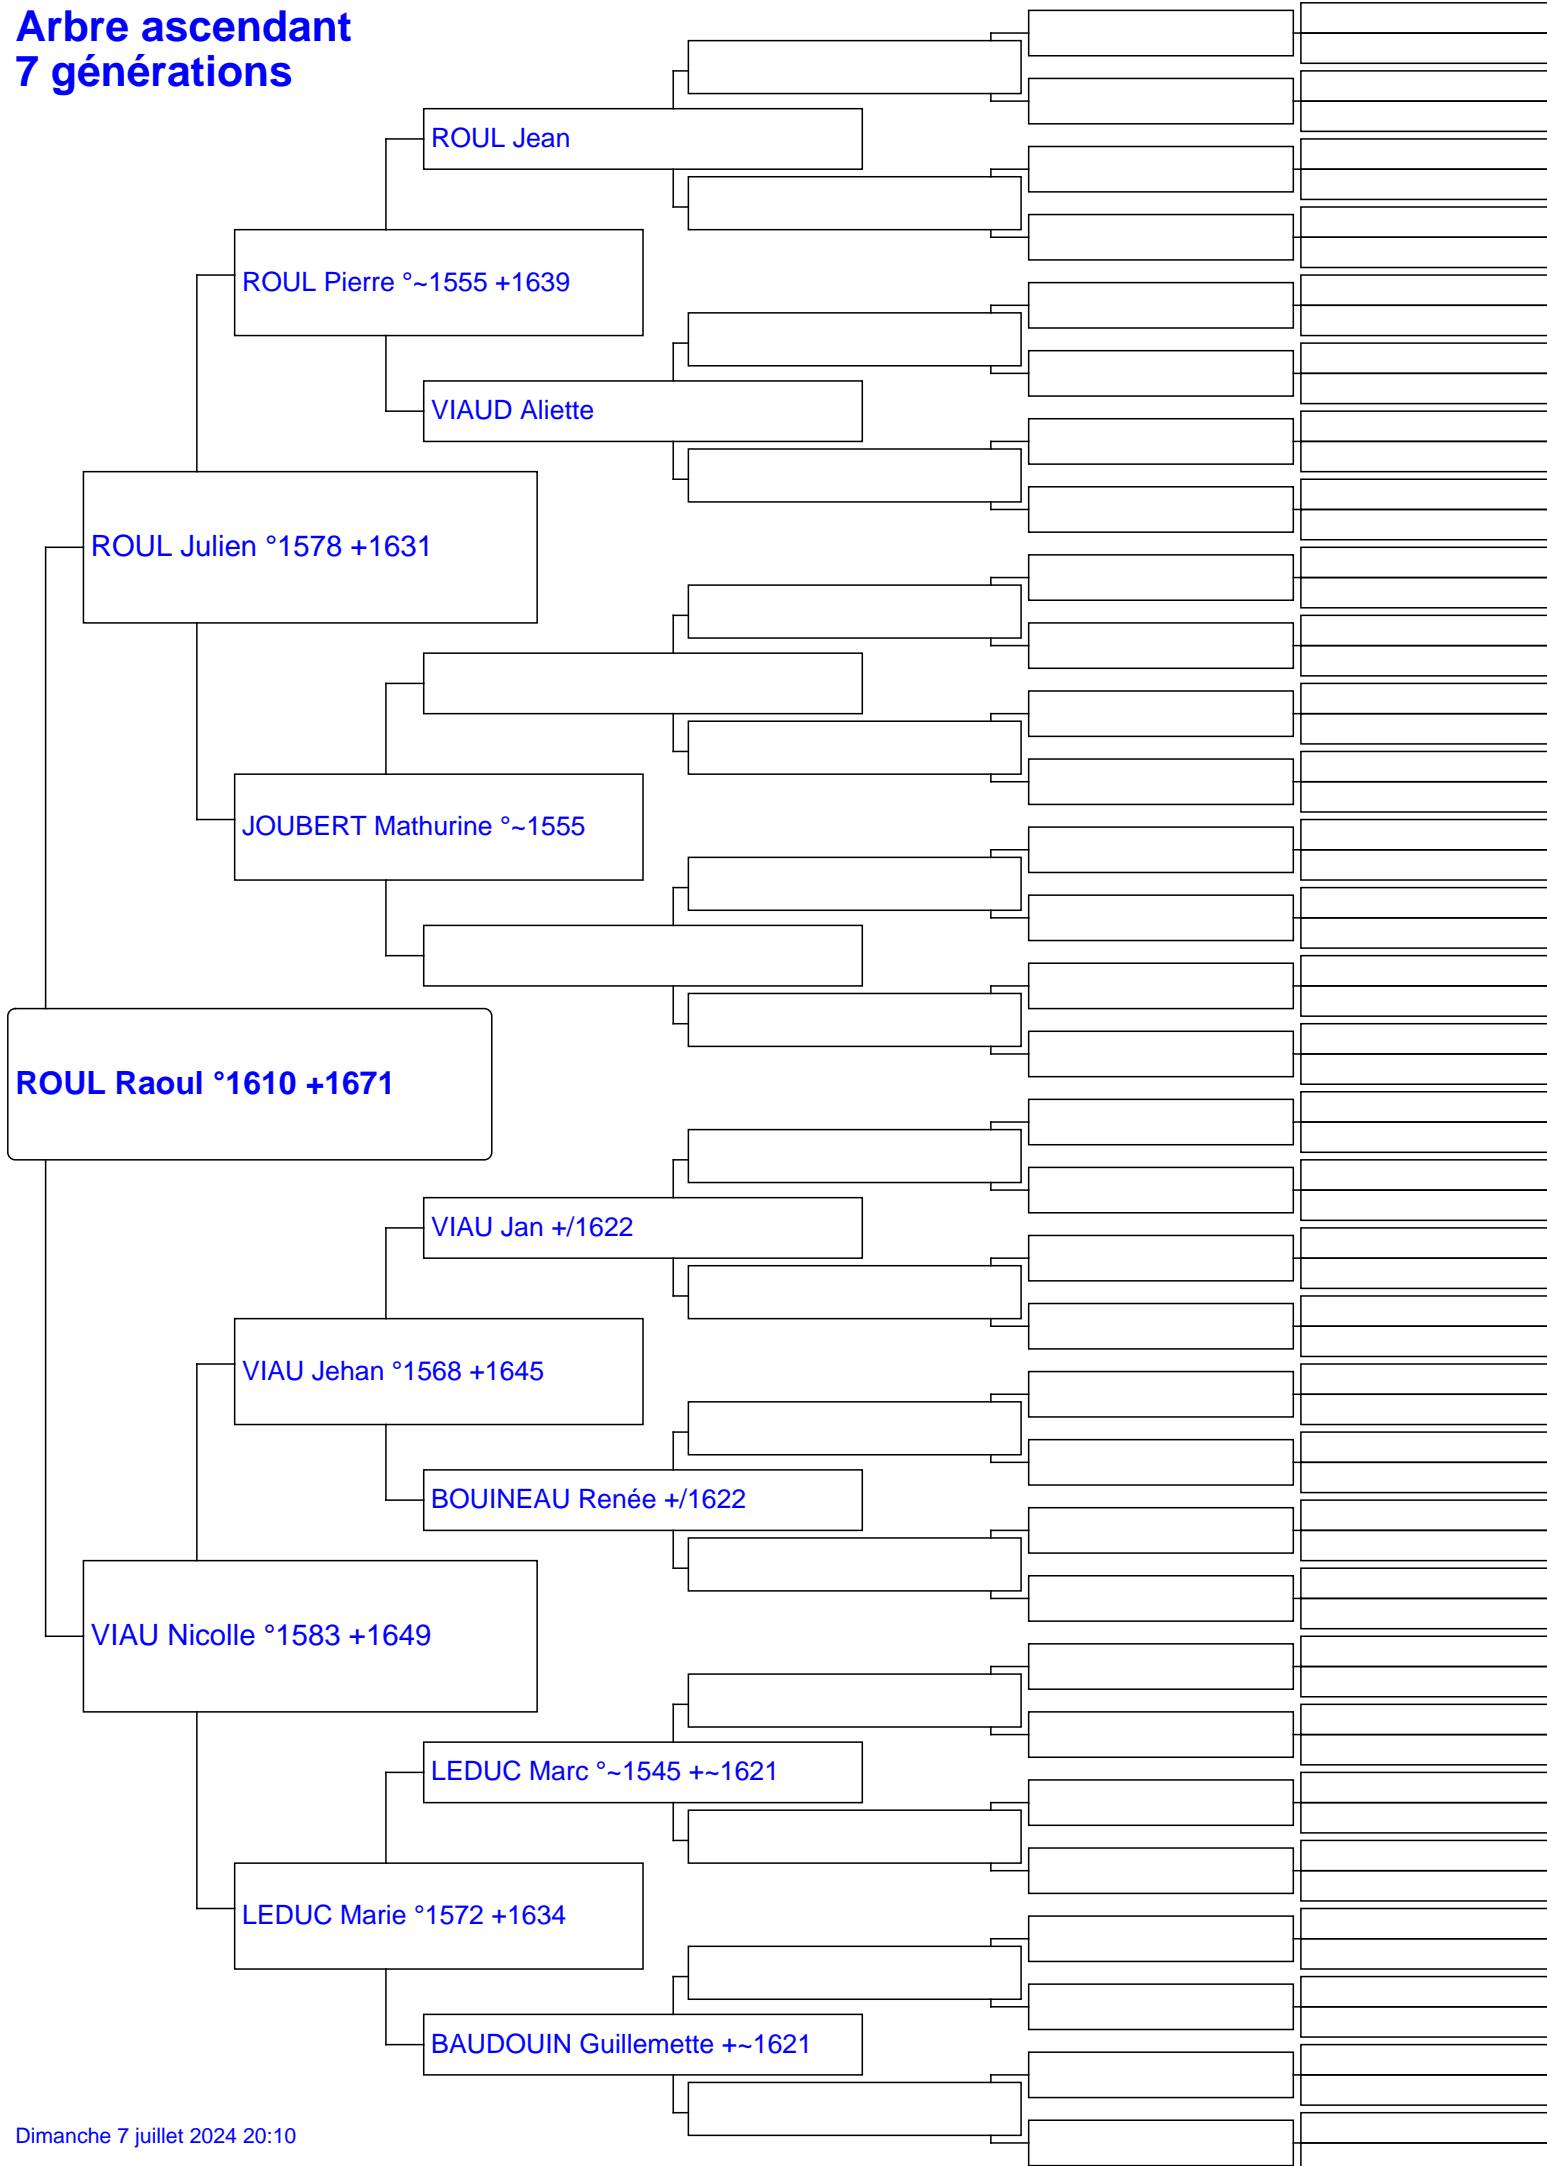 Arbre ascendant
7 générations
ROUL Jean
ROUL Pierre °~1555 +1639
VIAUD Aliette
ROUL Julien °1578 +1631
JOUBERT Mathurine °~1555
ROUL Raoul °1610 +1671
VIAU Jan +/1622
VIAU Jehan °1568 +1645
BOUINEAU Renée +/1622
VIAU Nicolle °1583 +1649
LEDUC Marc °~1545 +~1621
LEDUC Marie °1572 +1634
BAUDOUIN Guillemette +~1621
Dimanche 7 juillet 2024 20:10